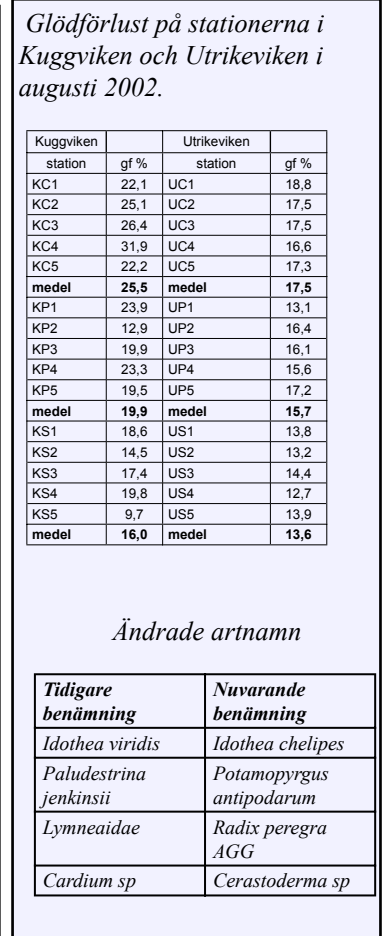 Glödförlust på stationerna i
Kuggviken och Utrikeviken i
augusti 2002.
Kuggviken Utrikeviken
station gf % station gf %
KC1 22,1 UC1 18,8
KC2 25,1 UC2 17,5
KC3 26,4 UC3 17,5
KC4 31,9 UC4 16,6
KC5 22,2 UC5 17,3
medel 25,5 medel 17,5
KP1 23,9 UP1 13,1
KP2 12,9 UP2 16,4
KP3 19,9 UP3 16,1
KP4 23,3 UP4 15,6
KP5 19,5 UP5 17,2
medel 19,9 medel 15,7
KS1 18,6 US1 13,8
KS2 14,5 US2 13,2
KS3 17,4 US3 14,4
KS4 19,8 US4 12,7
KS5 9,7 US5 13,9
medel 16,0 medel 13,6
Ändrade artnamn
Tidigare Nuvarande
benämning benämning
Idothea viridis Idothea chelipes
Paludestrina Potamopyrgus
jenkinsii antipodarum
Lymneaidae Radix peregra
AGG
Cardium sp Cerastoderma sp